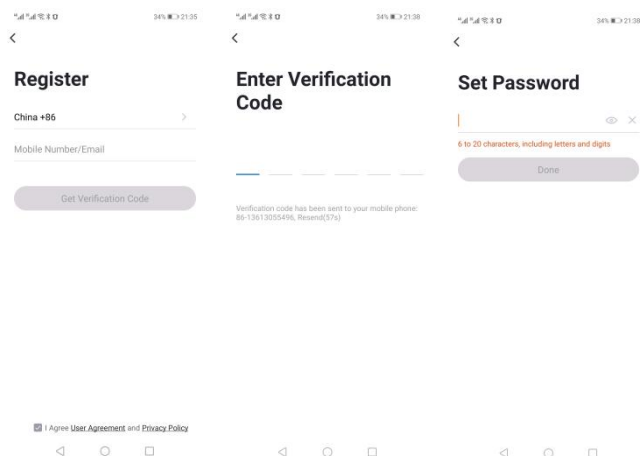 34% 21:35
Register
China +86
Mobile Number/Email
Get Verification Code
I Agree User Agreement and Privacy Policy
34% 21:38
Enter Verification
Code
Verification code has been sent to your mobile phone:
86-13613055496, Resend(57s)
34% 21:38
Set Password
6 to 20 characters, including letters and digits
Done